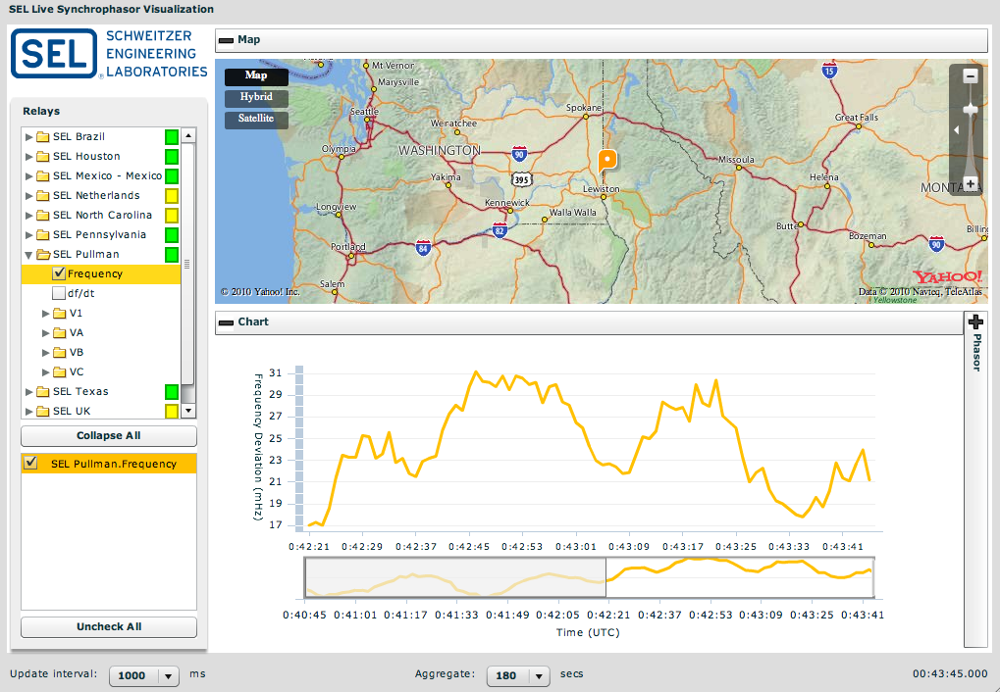 SEL Live Synchrophasor Visualization
SEL
SCHWEITZER
ENGINEERING
LABORATORIES
Relays
SEL Brazil
SEL Houston
SEL Mexico - Mexico
SEL Netherlands
SEL North Carolina
SEL Pennsylvania
SEL Pullman
Frequency
df/dt
V1
VA
VB
VC
SEL Texas
SEL UK
Collapse All
SEL Pullman.Frequency
Uncheck All
Map
Map
Hybrid
Satellite
Mt Vernon
Marysville
Seattle
Wenatchee
Spokane
Great Falls
15
Olympia
WASHINGTON
90
Missoula
Yakima
395
Lewiston
Helena
MONTANA
Longview
Kennewick
Walla Walla
82
Butte
Bozeman
90
Billin
Portland
84
Salem
YAHOO!
© 2010 Yahoo! Inc.
Data © 2010 Navteq, TeleAtlas
Yellowstone
Chart
Phasor
Frequency Deviation (mHz)
31
29
27
25
23
21
19
17
0:42:21 0:42:29 0:42:37 0:42:45 0:42:53 0:43:01 0:43:09 0:43:17 0:43:25 0:43:33 0:43:41
0:40:45 0:41:01 0:41:17 0:41:33 0:41:49 0:42:05 0:42:21 0:42:37 0:42:53 0:43:09 0:43:25 0:43:41
Time (UTC)
Update interval: 1000 ms
Aggregate: 180 secs
00:43:45.000